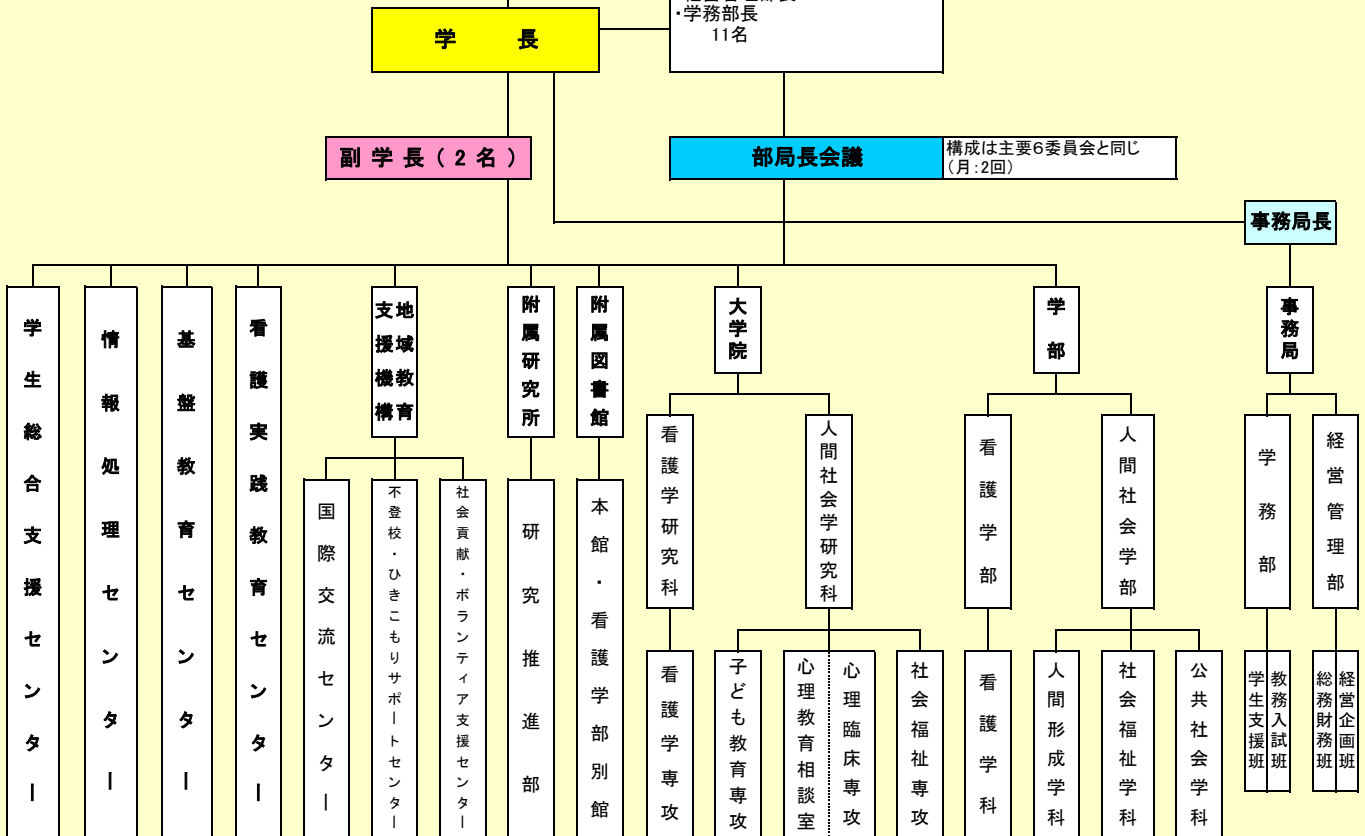 ・学務部長
11名
学　　長
副 学 長 ( 2 名 )
部局長会議
構成は主要6委員会と同じ
(月:2回)
事務局長
学生総合支援センター
情報処理センター
基盤教育センター
看護実践教育センター
地域教育
支援機構
附属研究所
附属図書館
大学院
学部
事務局
国際交流センター
不登校・ひきこもりサポートセンター
社会貢献・ボランティア支援センター
研究推進部
本館・看護学部別館
看護学研究科
人間社会学研究科
看護学部
人間社会学部
学務部
経営管理部
看護学専攻
子ども教育専攻
心理教育相談室
心理臨床専攻
社会福祉専攻
看護学科
人間形成学科
社会福祉学科
公共社会学科
教務入試班
学生支援班
経営企画班
総務財務班